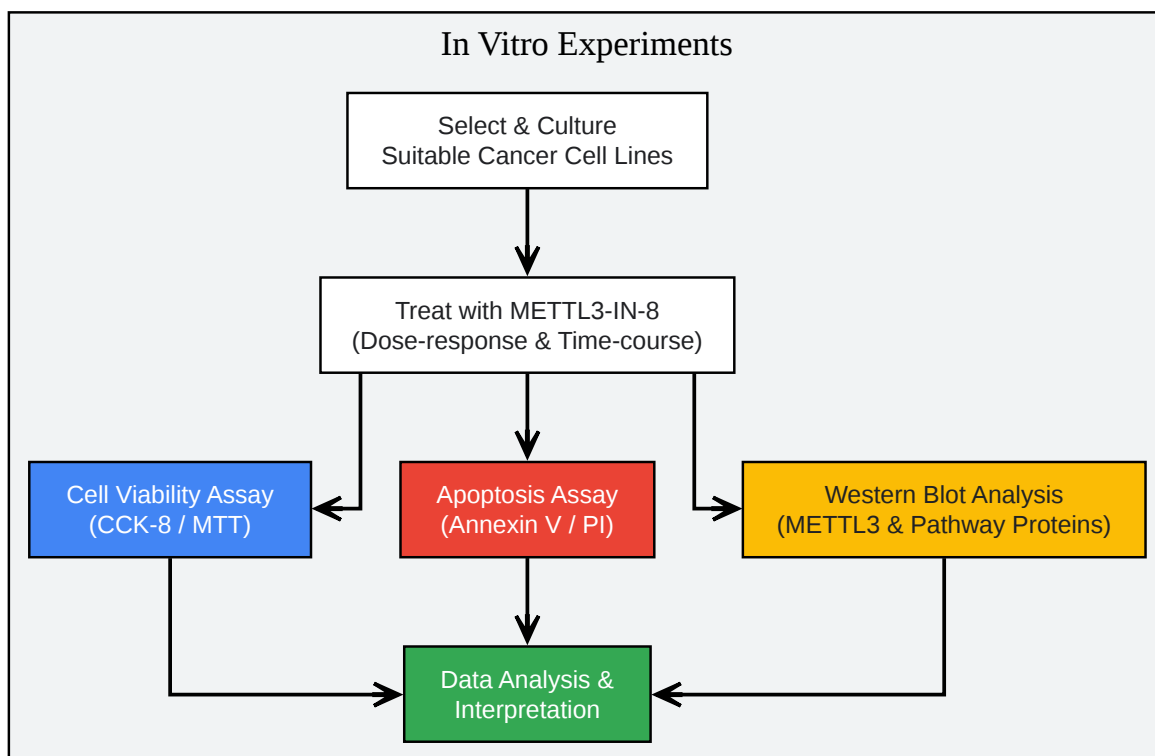 In Vitro Experiments
Select & Culture
Suitable Cancer Cell Lines
Treat with METTL3-IN-8
(Dose-response & Time-course)
Cell Viability Assay
(CCK-8 / MTT)
Apoptosis Assay
(Annexin V / PI)
Western Blot Analysis
(METTL3 & Pathway Proteins)
Data Analysis &
Interpretation